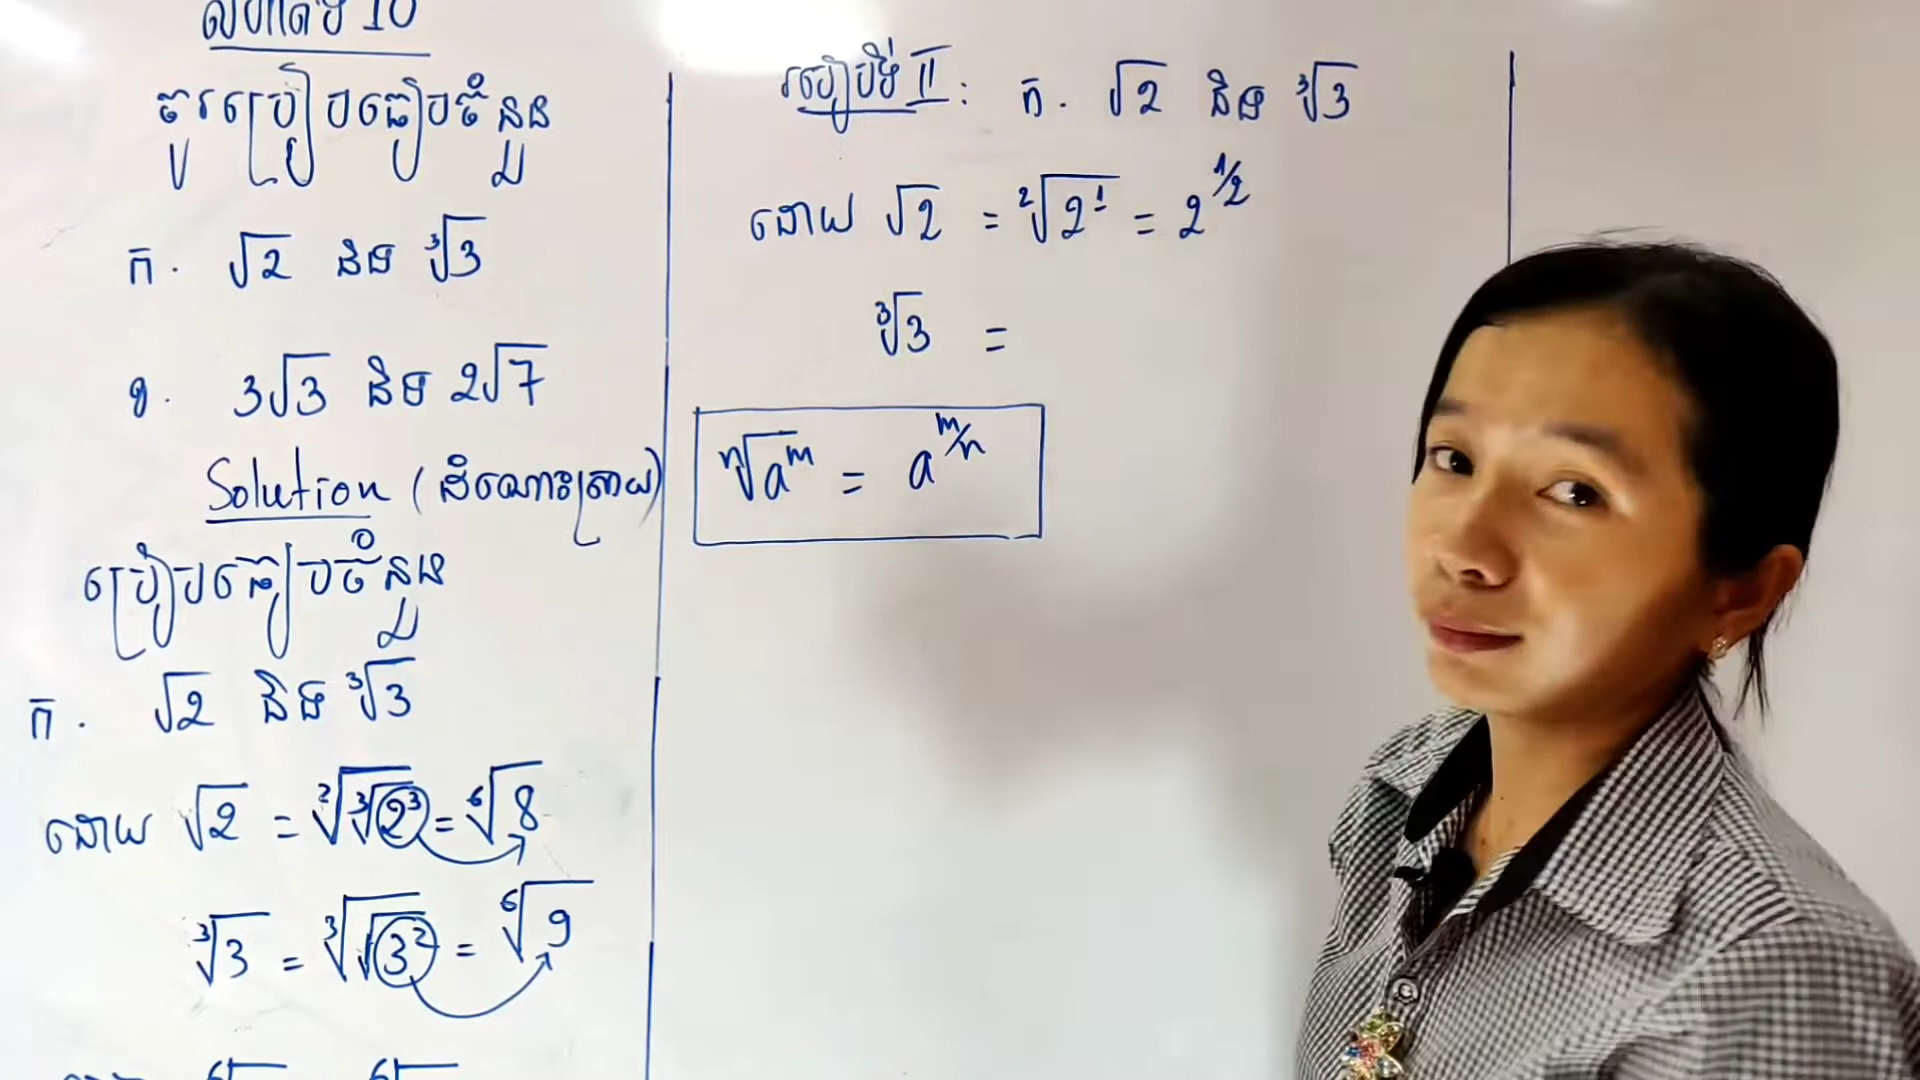 លំហាត់ទី 10
ចូរប្រៀបធៀបចំនួន
ក. √2 និង ∛3
ខ. 3√3 និង 2√7
Solution (ដំណោះស្រាយ)
ប្រៀបធៀបចំនួន
ក. √2 និង ∛3
ដោយ √2 = ²√(³√(2³)) = ⁶√8
∛3 = ³√(√(3²)) = ⁶√9
របៀបទី II : ក. √2 និង ∛3
ដោយ √2 = ²√(2¹) = 2^(1/2)
∛3 =
ⁿ√(aᵐ) = a^(m/n)